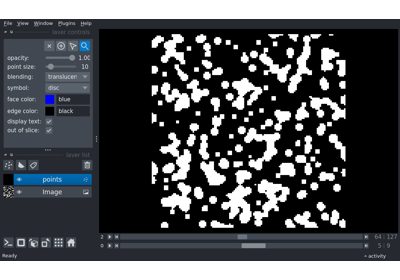 File View Window Plugins Help
layer controls
opacity: 1.00
point size: 10
blending: translucen
symbol: disc
face color: blue
edge color: black
display text:
out of slice:
layer list
points
Image
2 64 127
0 5 9
Ready activity